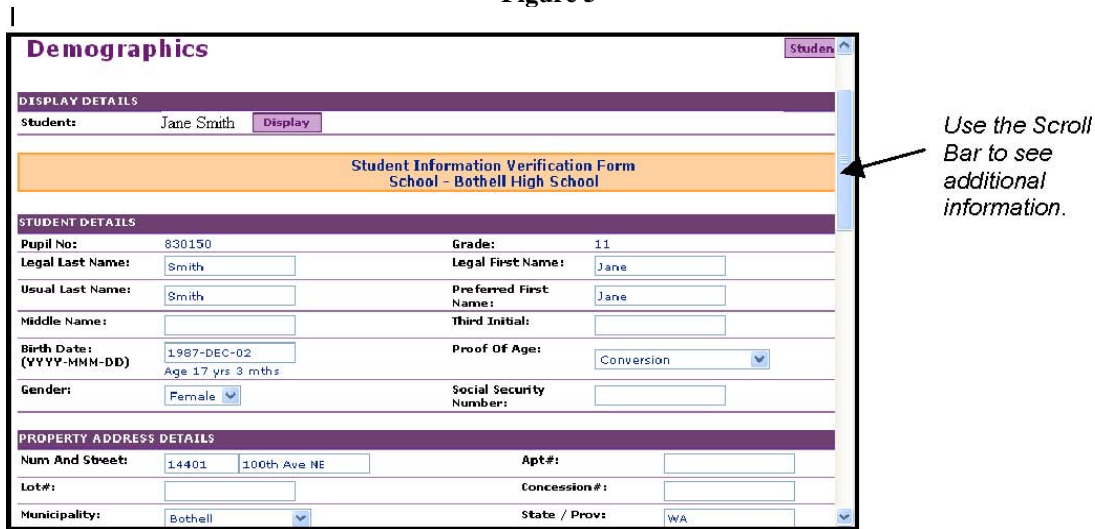 Figure 3
Demographics
Studen
DISPLAY DETAILS
Student: Jane Smith Display
Student Information Verification Form
School - Bothell High School
STUDENT DETAILS
Pupil No: 830150 Grade: 11
Legal Last Name: Smith Legal First Name: Jane
Usual Last Name: Smith Preferred First Name: Jane
Middle Name: Third Initial:
Birth Date: (YYYY-MMM-DD) 1987-DEC-02 Proof Of Age: Conversion
Age 17 yrs 3 mths
Gender: Female Social Security Number:
PROPERTY ADDRESS DETAILS
Num And Street: 14401 100th Ave NE Apt#:
Lot#: Concession#:
Municipality: Bothell State / Prov: WA
Use the Scroll
Bar to see
additional
information.